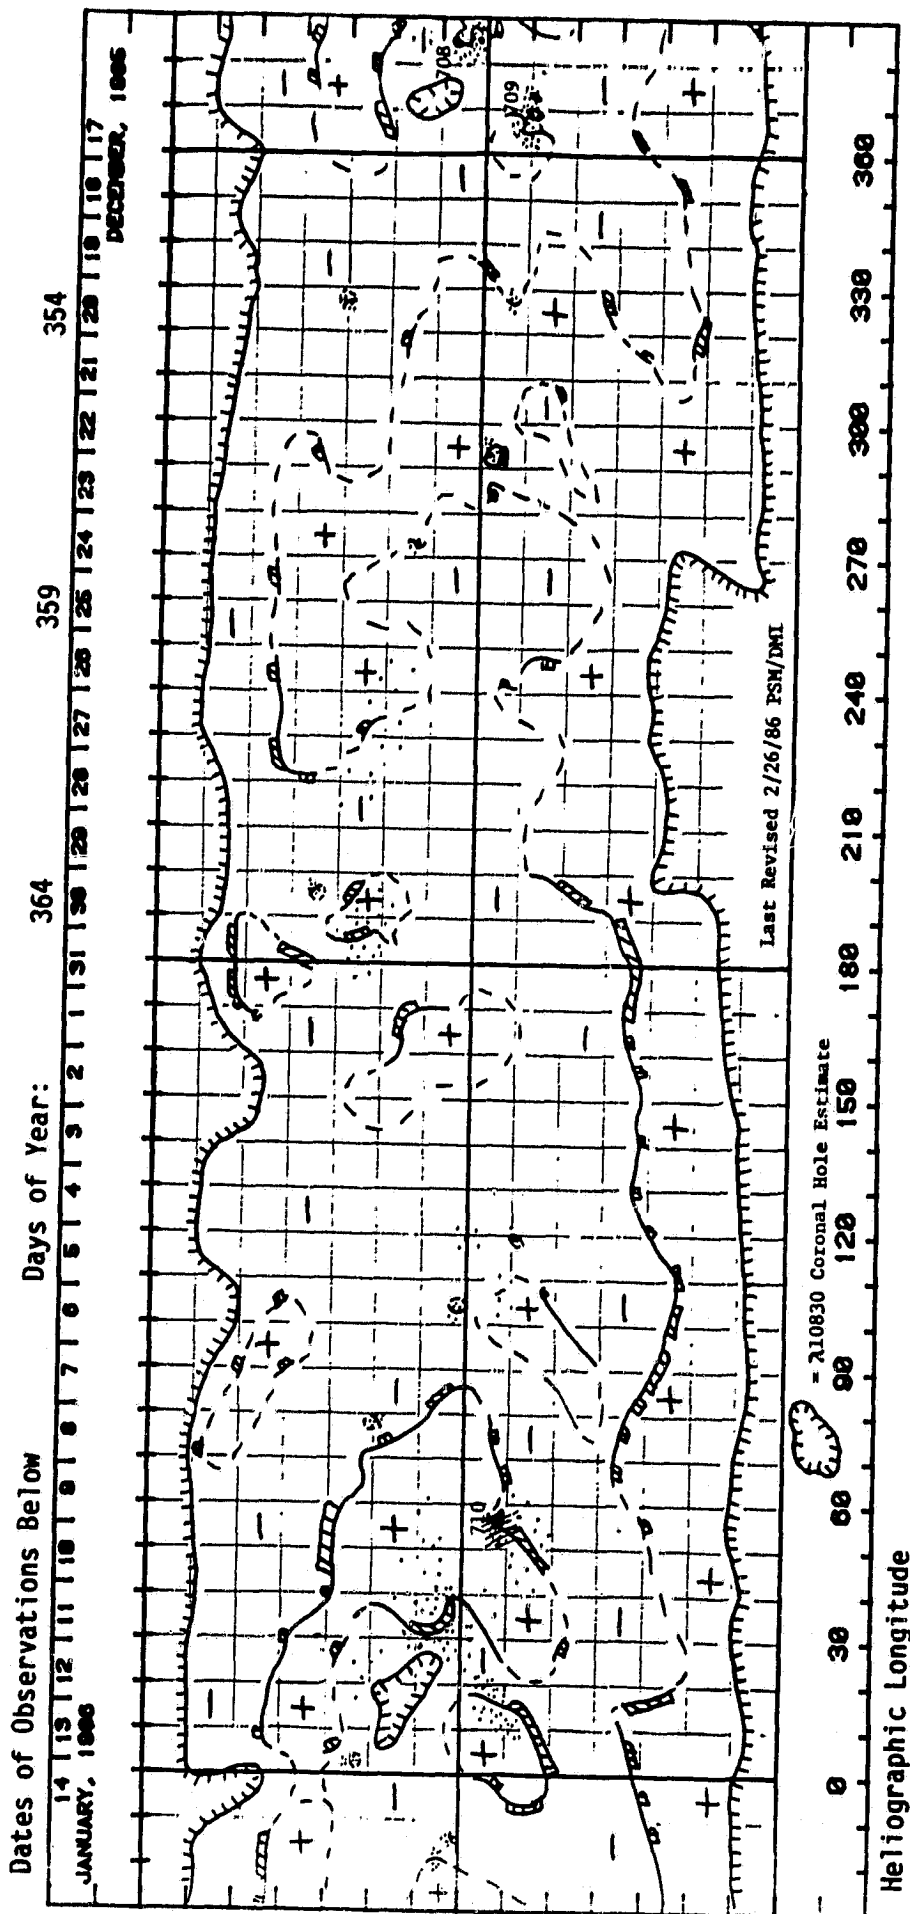 Dates of Observations Below
Days of Year:
364
359
354
14 | 13 | 12 | 11 | 10 | 9 | 8 | 7 | 6 | 5 | 4 | 3 | 2 | 1 | 31 | 30 | 29 | 28 | 27 | 26 | 25 | 24 | 23 | 22 | 21 | 20 | 19 | 18 | 17
JANUARY, 1986
DECEMBER, 1985
708
709
710
Last Revised 2/26/86 PSM/DMI
= λ10830 Coronal Hole Estimate
0 30 60 90 120 150 180 210 240 270 300 330 360
Heliographic Longitude